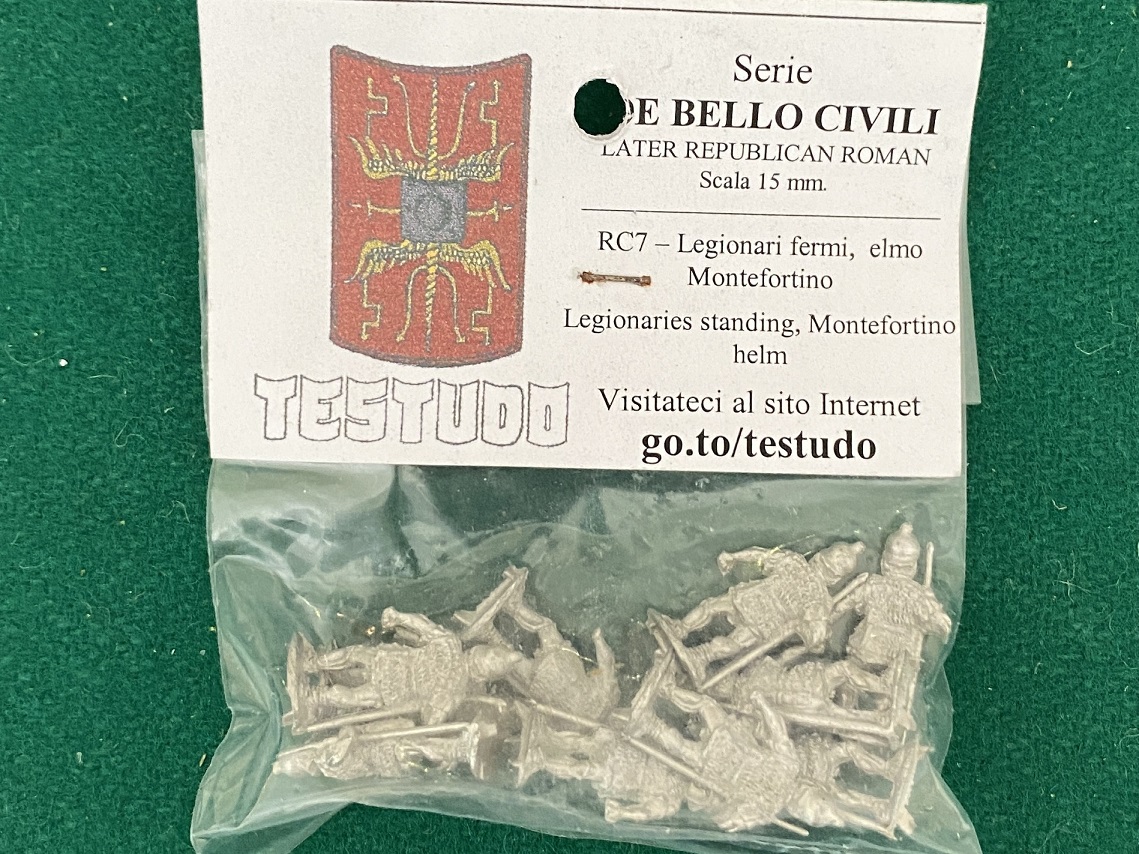 Serie
DE BELLO CIVILI
LATER REPUBLICAN ROMAN
Scala 15 mm.
RC7 – Legionari fermi, elmo
Montefortino
Legionaries standing, Montefortino
helm
TESTUDO
Visitateci al sito Internet
go.to/testudo